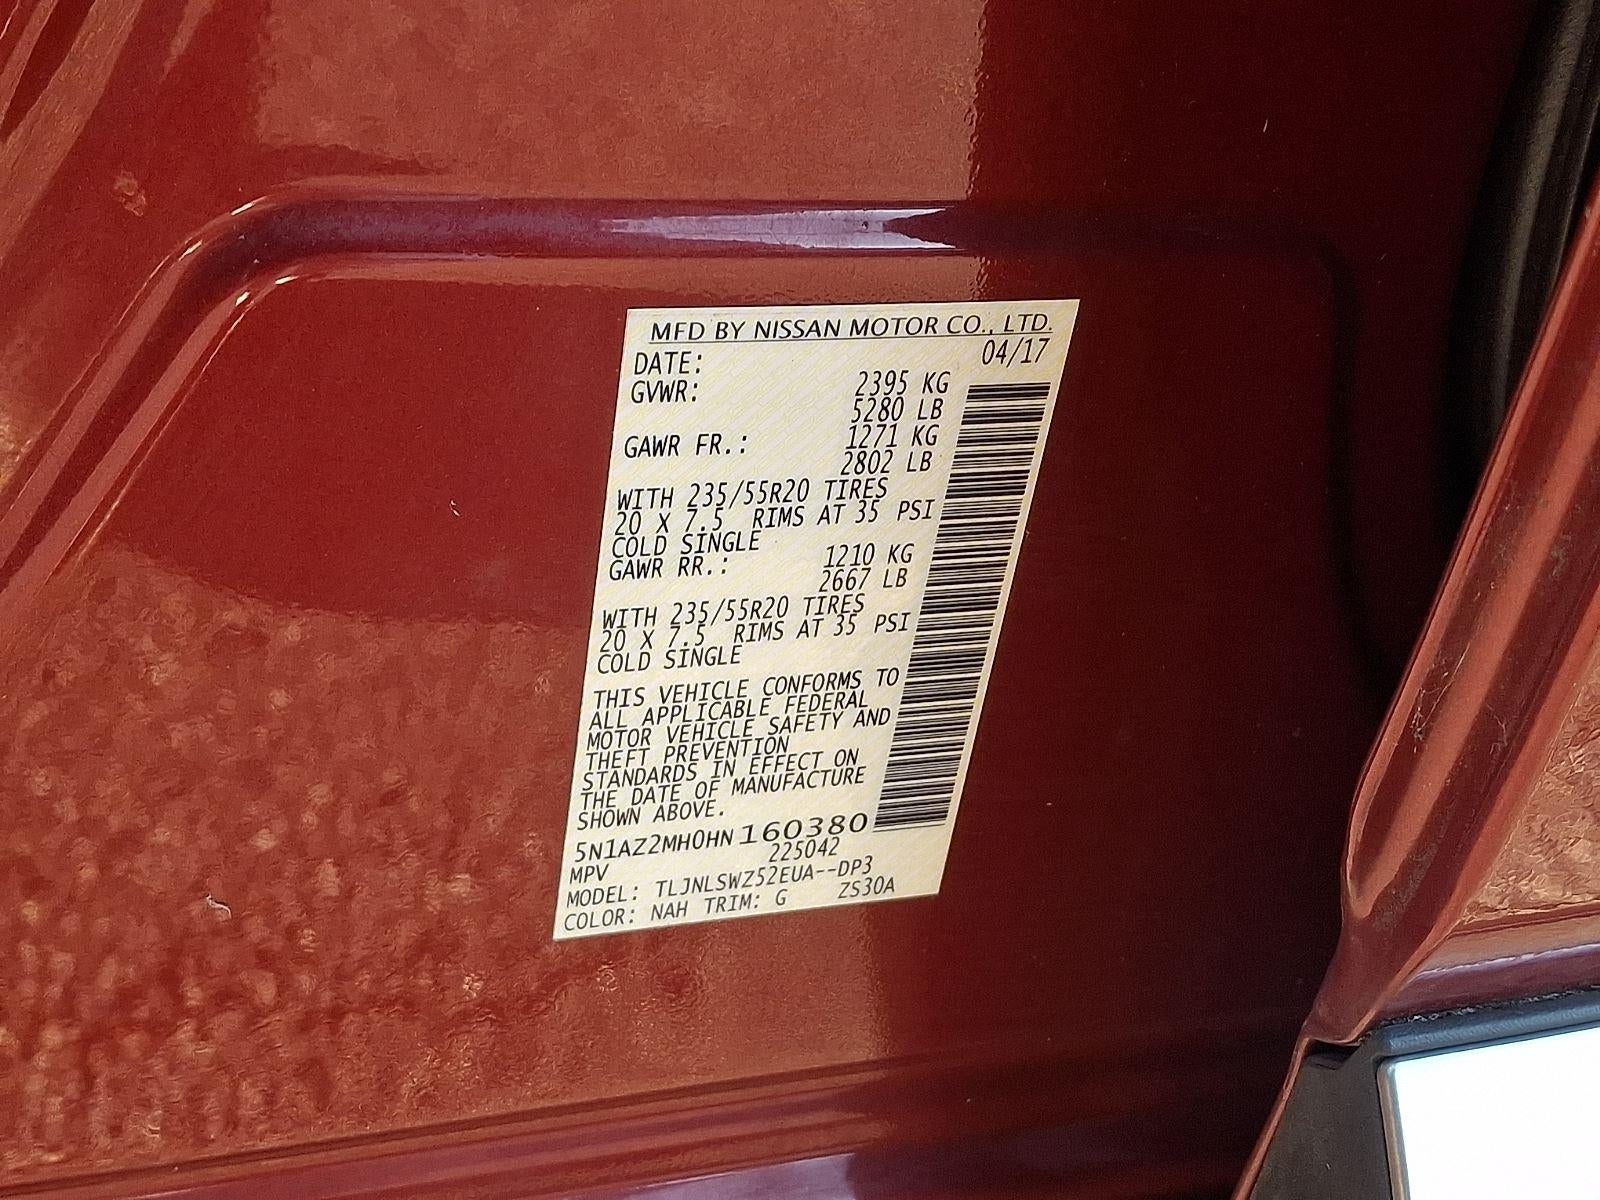 MFD BY NISSAN MOTOR CO., LTD.
DATE: 04/17
GVWR: 2395 KG
5280 LB
GAWR FR.: 1271 KG
2802 LB
WITH 235/55R20 TIRES
20 X 7.5 RIMS AT 35 PSI
COLD SINGLE
GAWR RR.: 1210 KG
2667 LB
WITH 235/55R20 TIRES
20 X 7.5 RIMS AT 35 PSI
COLD SINGLE
THIS VEHICLE CONFORMS TO
ALL APPLICABLE FEDERAL
MOTOR VEHICLE SAFETY AND
THEFT PREVENTION
STANDARDS IN EFFECT ON
THE DATE OF MANUFACTURE
SHOWN ABOVE.
5N1AZ2MH0HN160380
MPV 225042
MODEL: TLJNLSWZ52EUA--DP3
COLOR: NAH TRIM: G ZS30A